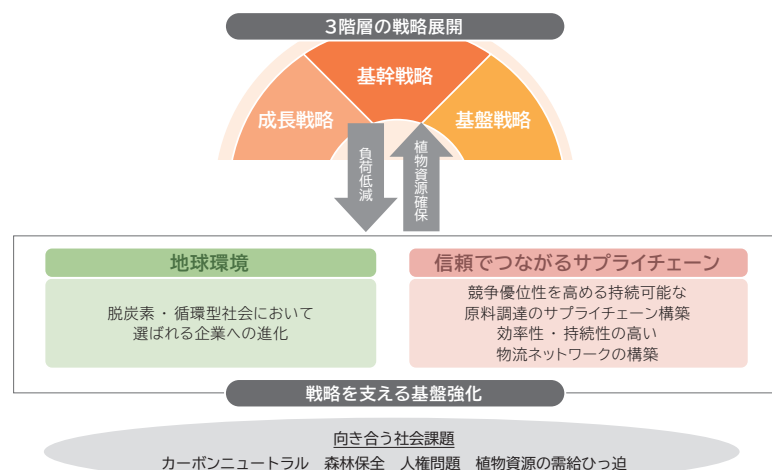 3階層の戦略展開
基幹戦略
成長戦略
基盤戦略
負荷低減
植物資源確保
地球環境
脱炭素・循環型社会において
選ばれる企業への進化
信頼でつながるサプライチェーン
競争優位性を高める持続可能な
原料調達のサプライチェーン構築
効率性・持続性の高い
物流ネットワークの構築
戦略を支える基盤強化
向き合う社会課題
カーボンニュートラル 森林保全 人権問題 植物資源の需給ひっ迫